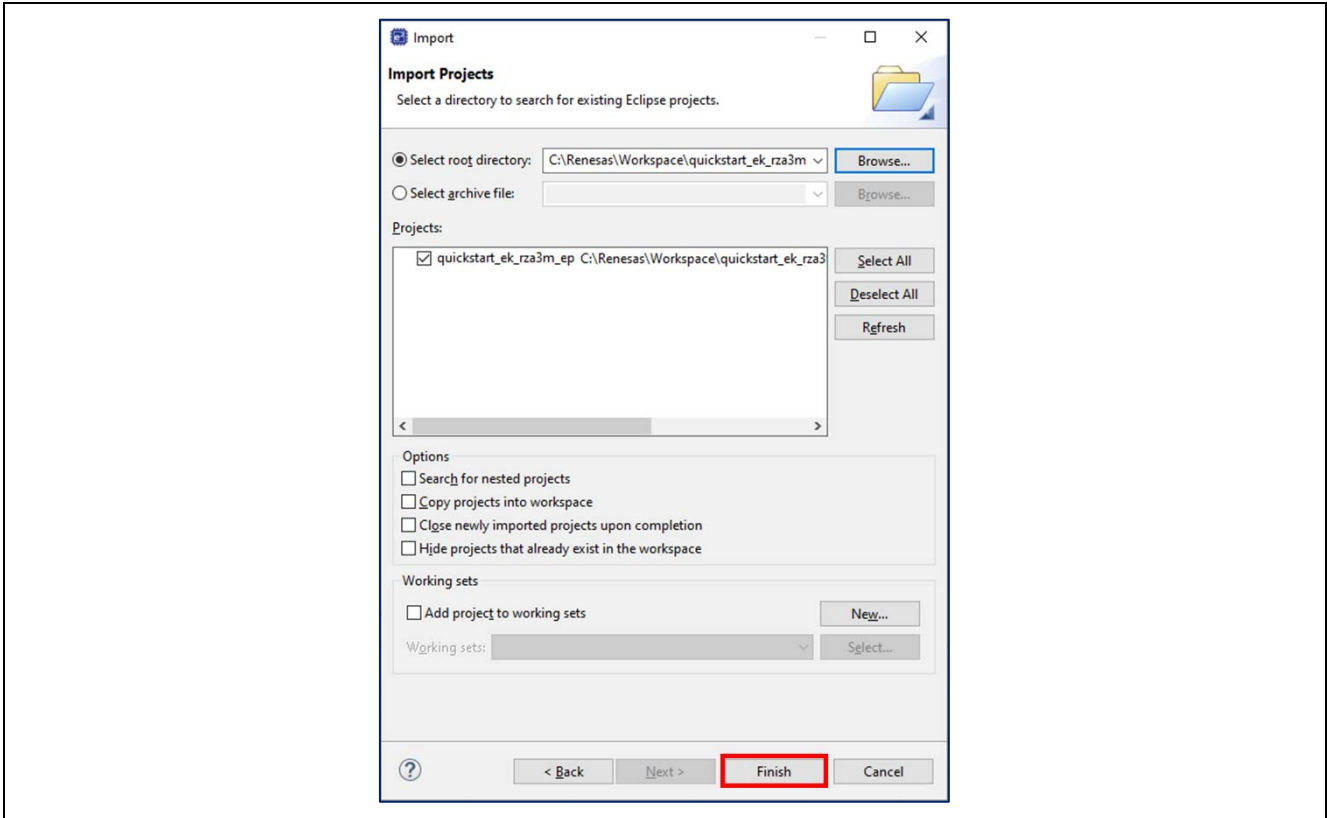 Import
Import Projects
Select a directory to search for existing Eclipse projects.
Select root directory: C:\Renesas\Workspace\quickstart_ek_rza3m Browse...
Select archive file: Browse...
Projects:
quickstart_ek_rza3m_ep C:\Renesas\Workspace\quickstart_ek_rza3
Select All
Deselect All
Refresh
Options
Search for nested projects
Copy projects into workspace
Close newly imported projects upon completion
Hide projects that already exist in the workspace
Working sets
Add project to working sets New...
Working sets: Select...
? < Back Next > Finish Cancel